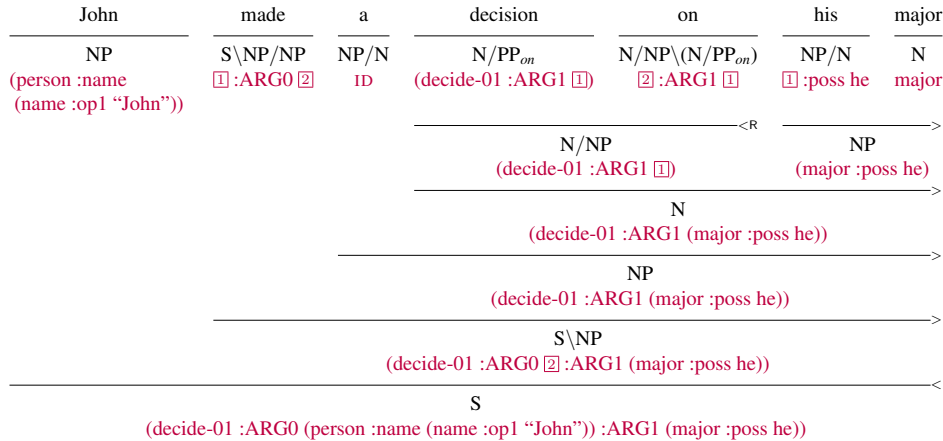 John made a decision on his major
NP S\NP/NP NP/N N/PP_on N/NP\(N/PP_on) NP/N N
(person :name 1 :ARG0 2 ID (decide-01 :ARG1 1) 2 :ARG1 1 1 :poss he major
(name :op1 “John”))
<R >
N/NP NP
(decide-01 :ARG1 1) (major :poss he)
>
N
(decide-01 :ARG1 (major :poss he))
>
NP
(decide-01 :ARG1 (major :poss he))
>
S\NP
(decide-01 :ARG0 2 :ARG1 (major :poss he))
<
S
(decide-01 :ARG0 (person :name (name :op1 “John”)) :ARG1 (major :poss he))